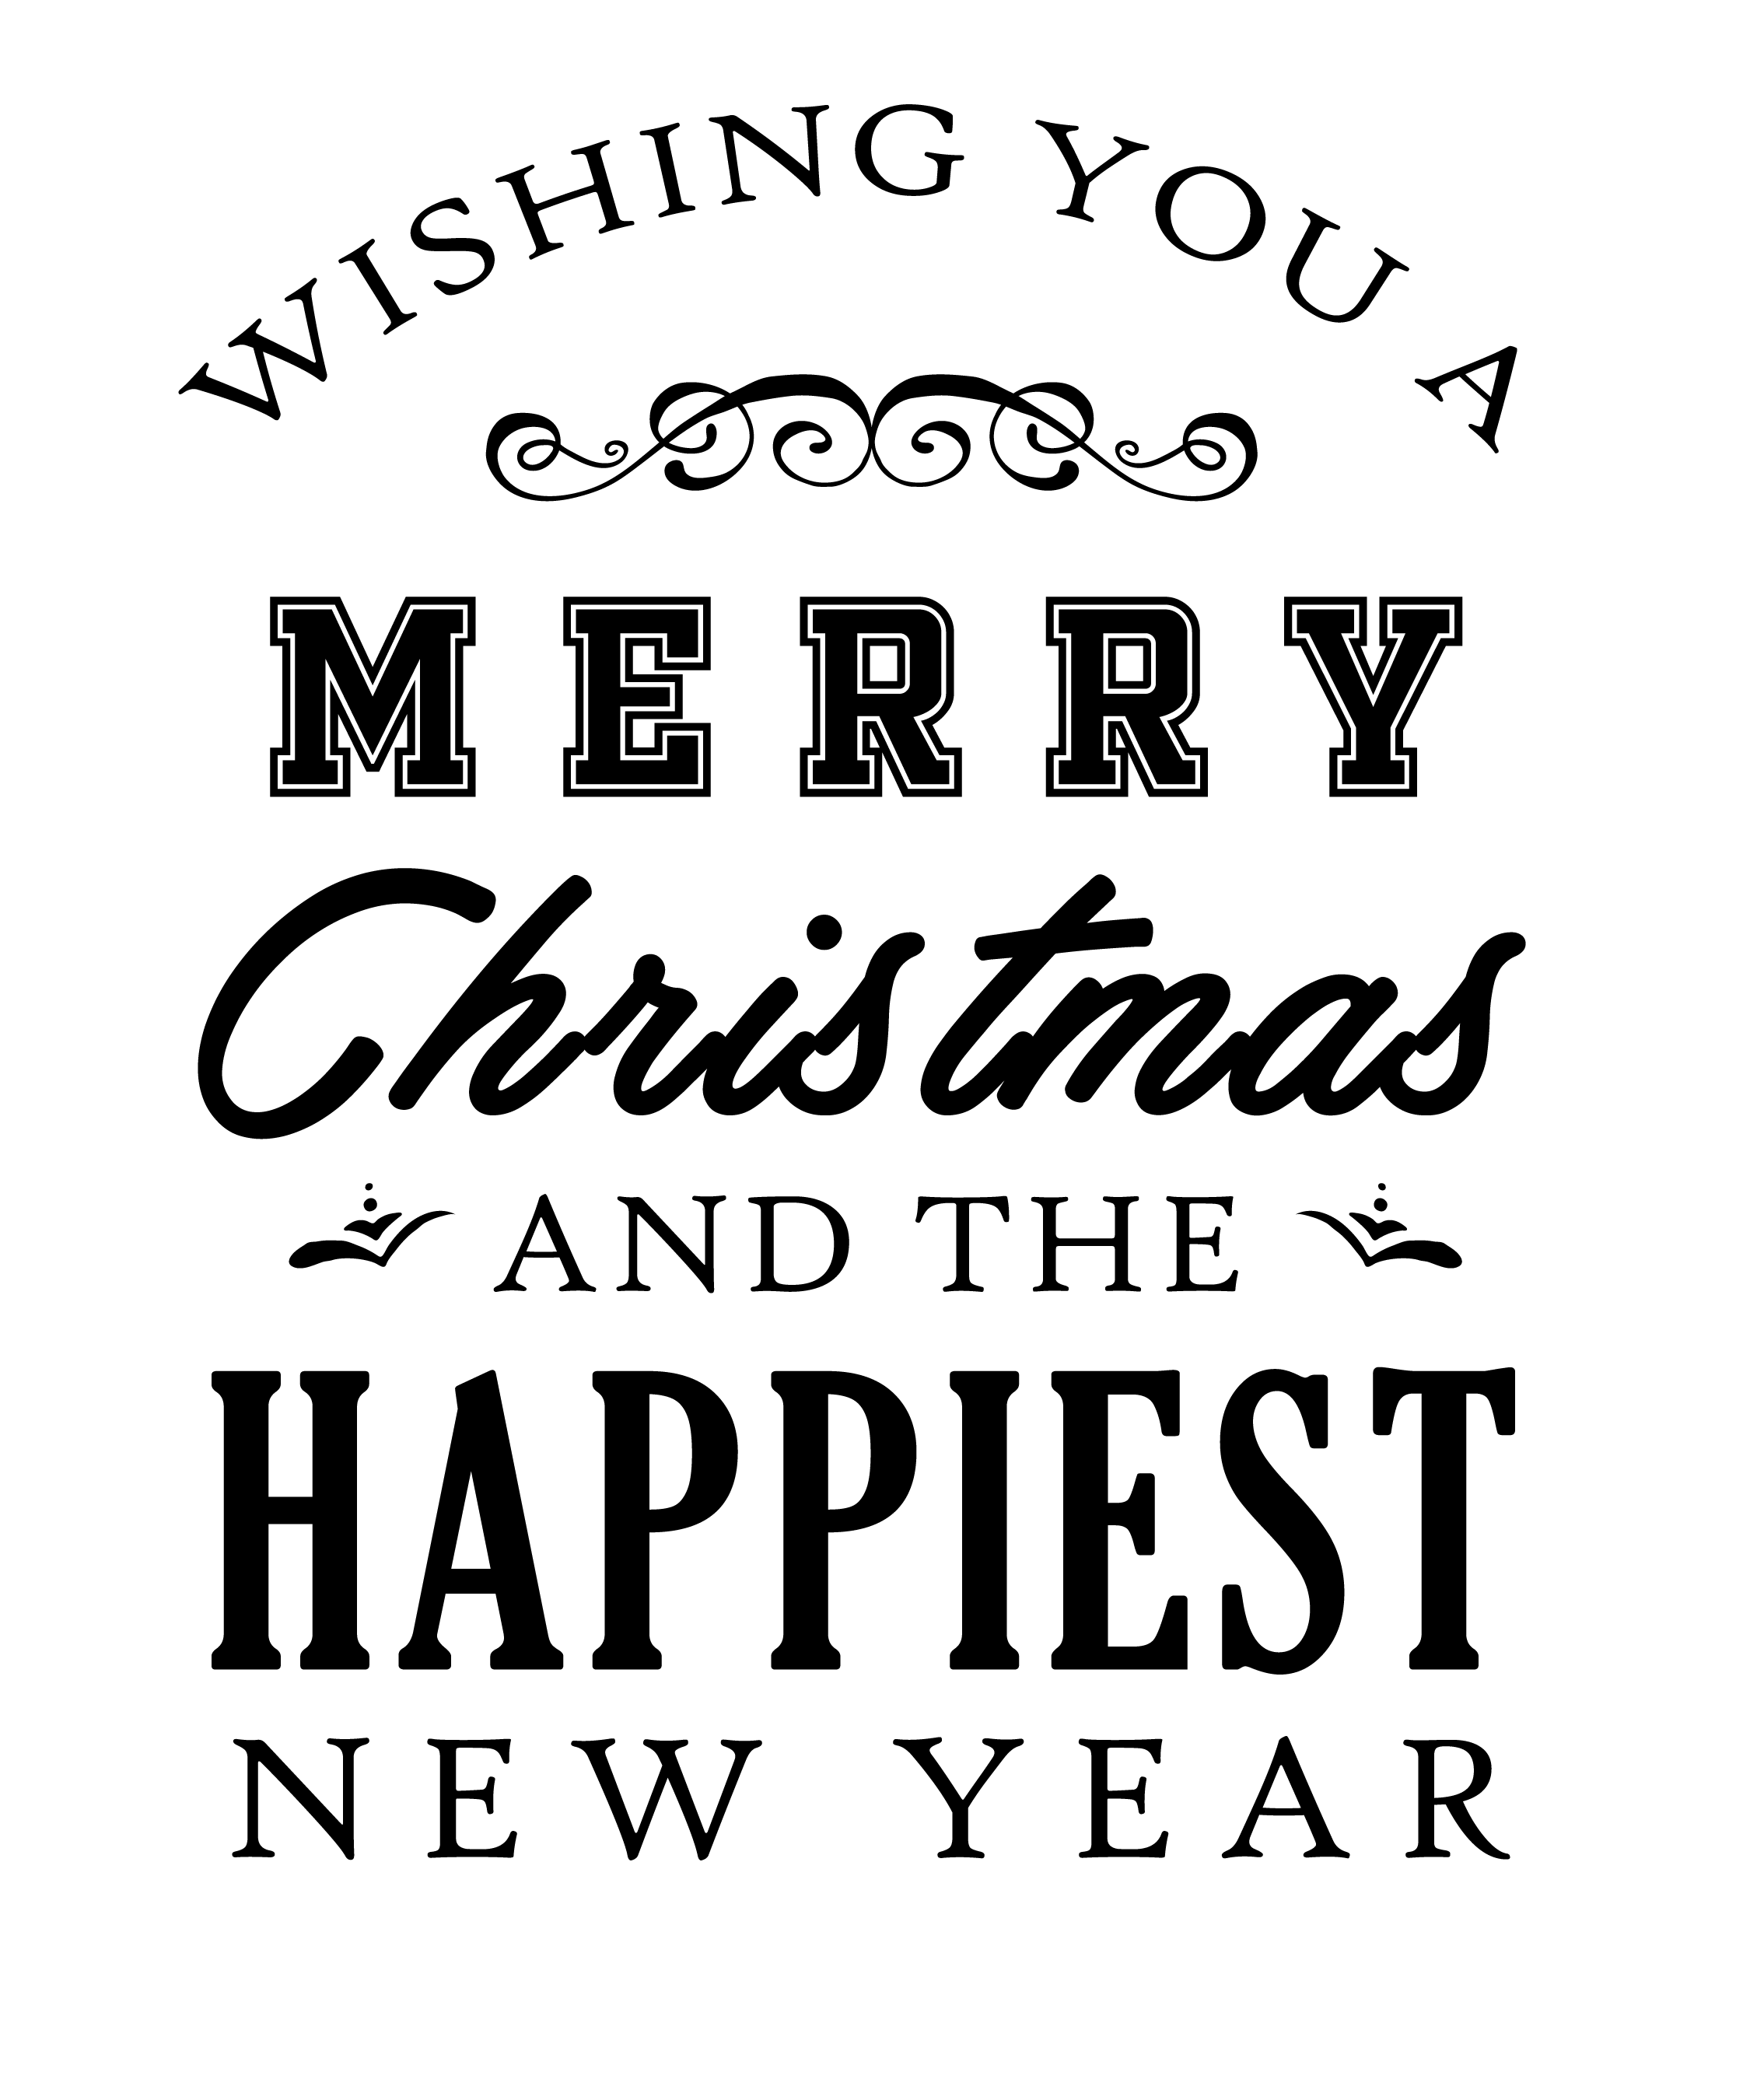 WISHING YOU A
MERRY
Christmas
AND THE
HAPPIEST
NEW YEAR